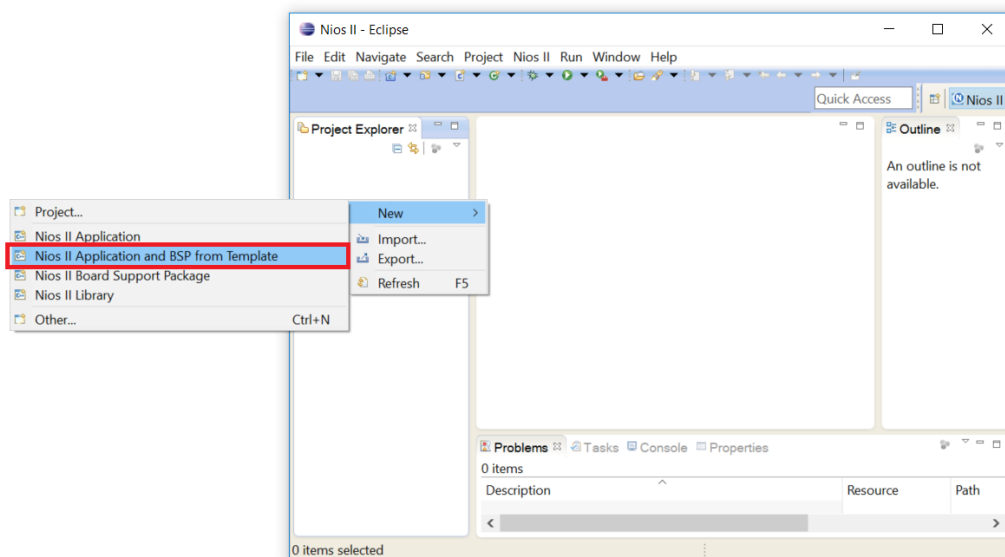 Nios II - Eclipse
File Edit Navigate Search Project Nios II Run Window Help
Quick Access
Nios II
Project Explorer
Outline
An outline is not
available.
Project...
Nios II Application
Nios II Application and BSP from Template
Nios II Board Support Package
Nios II Library
Other... Ctrl+N
New
Import...
Export...
Refresh F5
Problems Tasks Console Properties
0 items
Description Resource Path
0 items selected